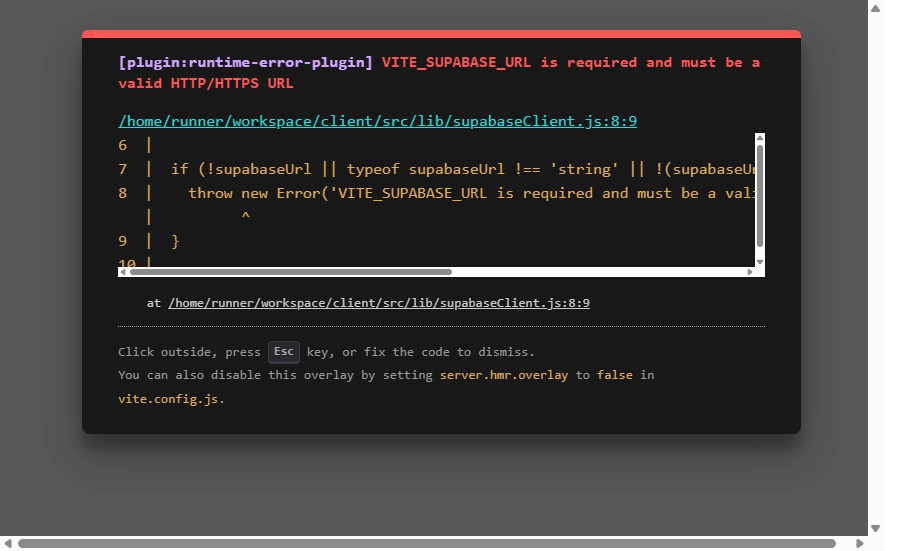 [plugin:runtime-error-plugin] VITE_SUPABASE_URL is required and must be a
valid HTTP/HTTPS URL
/home/runner/workspace/client/src/lib/supabaseClient.js:8:9
6  |
7  |  if (!supabaseUrl || typeof supabaseUrl !== 'string' || !(supabaseUr
8  |    throw new Error('VITE_SUPABASE_URL is required and must be a vali
   |          ^
9  |  }
10 |
at /home/runner/workspace/client/src/lib/supabaseClient.js:8:9
Click outside, press Esc key, or fix the code to dismiss.
You can also disable this overlay by setting server.hmr.overlay to false in
vite.config.js.